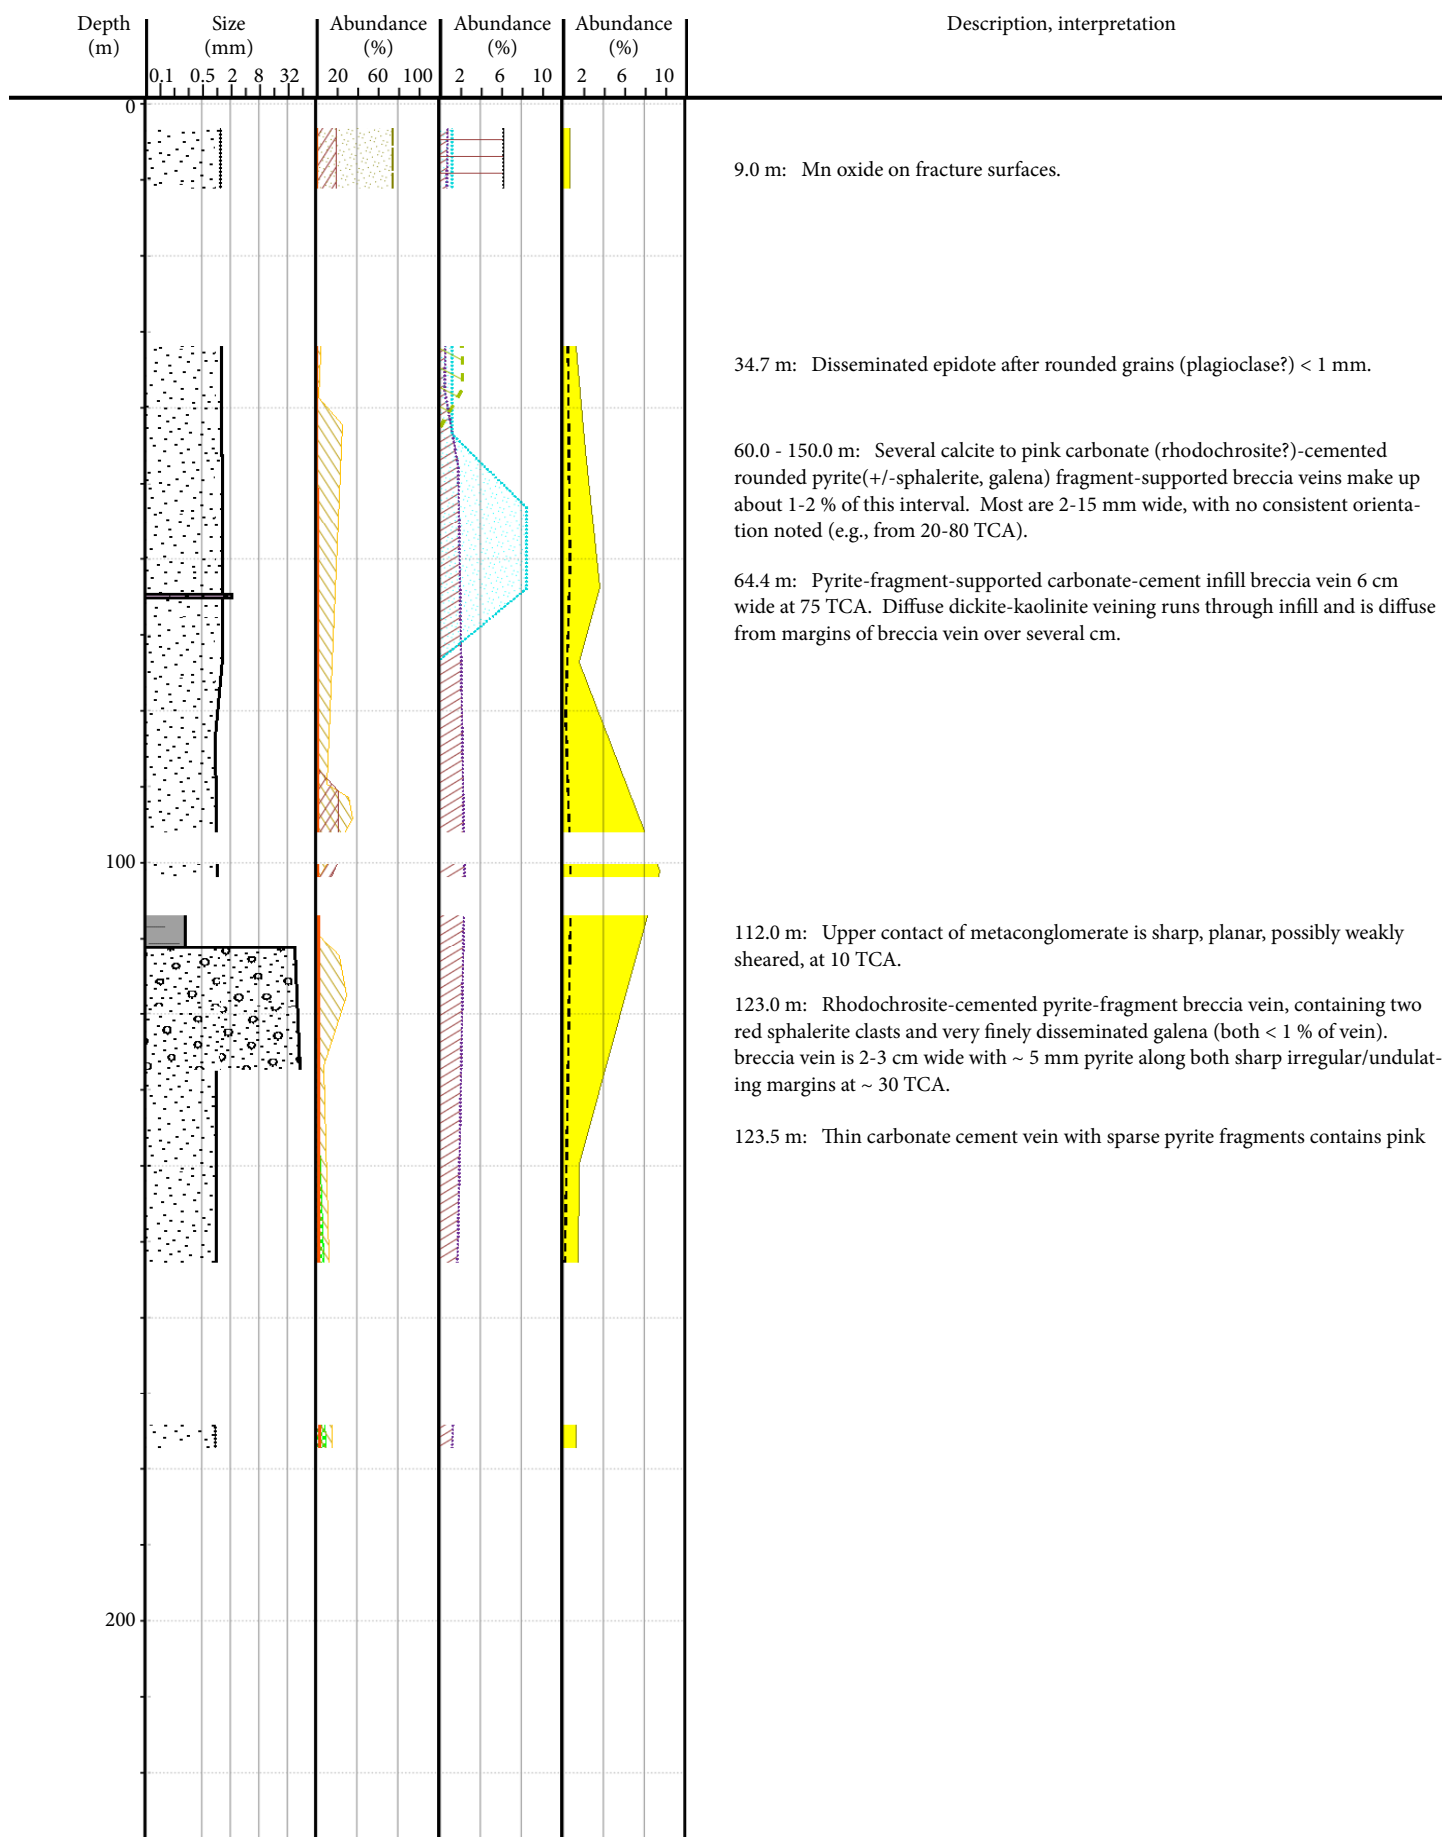 Depth Size Abundance Abundance Abundance Description, interpretation
(m) (mm) (%) (%) (%)
0.1 0.5 2 8 32 20 60 100 2 6 10 2 6 10
0
9.0 m: Mn oxide on fracture surfaces.
34.7 m: Disseminated epidote after rounded grains (plagioclase?) < 1 mm.
60.0 - 150.0 m: Several calcite to pink carbonate (rhodochrosite?)-cemented
rounded pyrite(+/-sphalerite, galena) fragment-supported breccia veins make up
about 1-2 % of this interval. Most are 2-15 mm wide, with no consistent orienta-
tion noted (e.g., from 20-80 TCA).
64.4 m: Pyrite-fragment-supported carbonate-cement infill breccia vein 6 cm
wide at 75 TCA. Diffuse dickite-kaolinite veining runs through infill and is diffuse
from margins of breccia vein over several cm.
100
112.0 m: Upper contact of metaconglomerate is sharp, planar, possibly weakly
sheared, at 10 TCA.
123.0 m: Rhodochrosite-cemented pyrite-fragment breccia vein, containing two
red sphalerite clasts and very finely disseminated galena (both < 1 % of vein).
breccia vein is 2-3 cm wide with ~ 5 mm pyrite along both sharp irregular/undulat-
ing margins at ~ 30 TCA.
123.5 m: Thin carbonate cement vein with sparse pyrite fragments contains pink
200